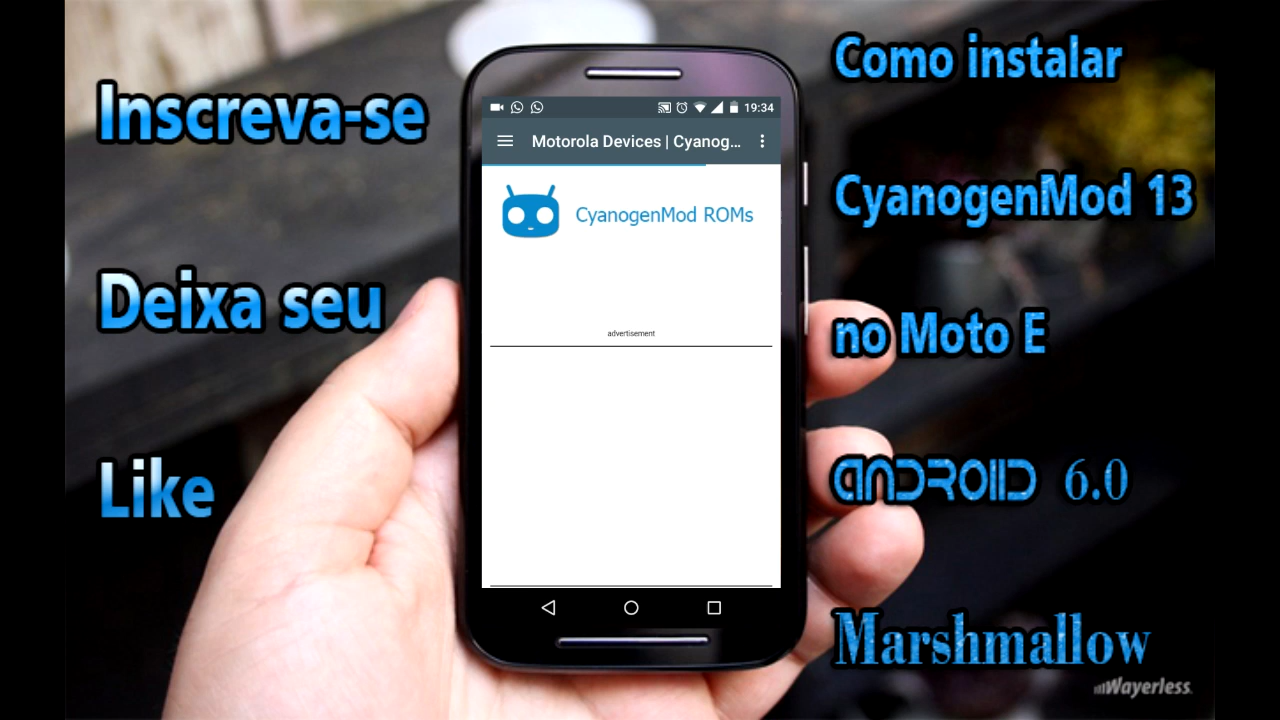 Inscreva-se
Deixa seu
Like
19:34
Motorola Devices | Cyanog...
CyanogenMod ROMs
advertisement
Como instalar
CyanogenMod 13
no Moto E
ANDROID 6.0
Marshmallow
Wayerless.